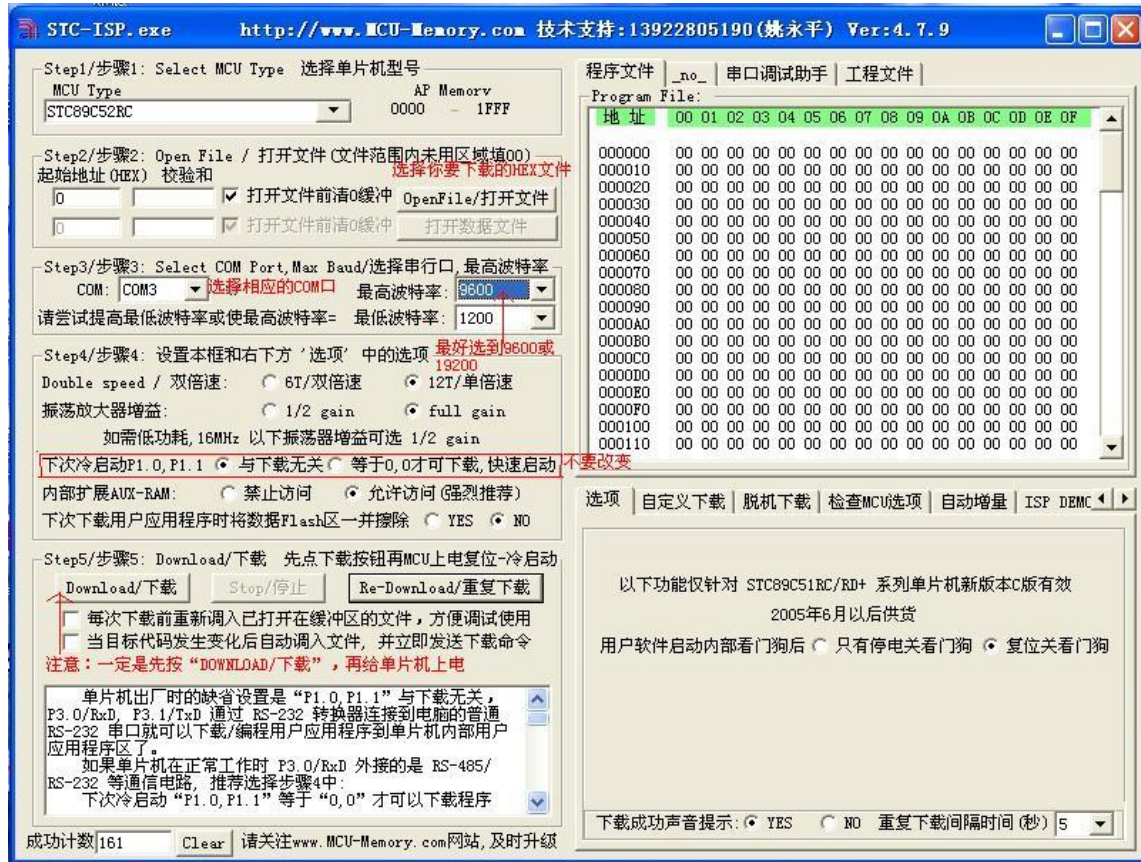 STC-ISP.exe http://www.MCU-Memory.com 技术支持:13922805190(姚永平) Ver:4.7.9
Step1/步骤1: Select MCU Type 选择单片机型号
MCU Type AP Memory
STC89C52RC 0000 - 1FFF
Step2/步骤2: Open File / 打开文件(文件范围内未用区域填00)
选择你要下载的HEX文件
起始地址(HEX) 校验和
0 打开文件前清0缓冲 OpenFile/打开文件
0 打开文件前清0缓冲 打开数据文件
Step3/步骤3: Select COM Port,Max Baud/选择串行口,最高波特率
COM: COM3 选择相应的COM口 最高波特率: 9600
请尝试提高最低波特率或使最高波特率= 最低波特率: 1200
最好选到9600或
19200
Step4/步骤4: 设置本框和右下方 '选项' 中的选项
Double speed / 双倍速: 6T/双倍速 12T/单倍速
振荡放大器增益: 1/2 gain full gain
如需低功耗,16MHz 以下振荡器增益可选 1/2 gain
下次冷启动P1.0,P1.1 与下载无关 等于0,0才可下载,快速启动 不要改变
内部扩展AUX-RAM: 禁止访问 允许访问(强烈推荐)
下次下载用户应用程序时将数据Flash区一并擦除 YES NO
Step5/步骤5: Download/下载 先点下载按钮再MCU上电复位-冷启动
Download/下载 Stop/停止 Re-Download/重复下载
每次下载前重新调入已打开在缓冲区的文件，方便调试使用
当目标代码发生变化后自动调入文件, 并立即发送下载命令
注意：一定是先按“DOWNLOAD/下载”，再给单片机上电
单片机出厂时的缺省设置是“P1.0,P1.1”与下载无关，
P3.0/RxD, P3.1/TxD 通过 RS-232 转换器连接到电脑的普通
RS-232 串口就可以下载/编程用户应用程序到单片机内部用户
应用程序区了。
如果单片机在正常工作时 P3.0/RxD 外接的是 RS-485/
RS-232 等通信电路, 推荐选择步骤4中:
下次冷启动“P1.0,P1.1”等于“0,0”才可以下载程序
成功计数 161 Clear 请关注www.MCU-Memory.com网站,及时升级
程序文件 _no_ 串口调试助手 工程文件
Program File:
地 址 00 01 02 03 04 05 06 07 08 09 0A 0B 0C 0D 0E 0F
000000 00 00 00 00 00 00 00 00 00 00 00 00 00 00 00 00
000010 00 00 00 00 00 00 00 00 00 00 00 00 00 00 00 00
000020 00 00 00 00 00 00 00 00 00 00 00 00 00 00 00 00
000030 00 00 00 00 00 00 00 00 00 00 00 00 00 00 00 00
000040 00 00 00 00 00 00 00 00 00 00 00 00 00 00 00 00
000050 00 00 00 00 00 00 00 00 00 00 00 00 00 00 00 00
000060 00 00 00 00 00 00 00 00 00 00 00 00 00 00 00 00
000070 00 00 00 00 00 00 00 00 00 00 00 00 00 00 00 00
000080 00 00 00 00 00 00 00 00 00 00 00 00 00 00 00 00
000090 00 00 00 00 00 00 00 00 00 00 00 00 00 00 00 00
0000A0 00 00 00 00 00 00 00 00 00 00 00 00 00 00 00 00
0000B0 00 00 00 00 00 00 00 00 00 00 00 00 00 00 00 00
0000C0 00 00 00 00 00 00 00 00 00 00 00 00 00 00 00 00
0000D0 00 00 00 00 00 00 00 00 00 00 00 00 00 00 00 00
0000E0 00 00 00 00 00 00 00 00 00 00 00 00 00 00 00 00
0000F0 00 00 00 00 00 00 00 00 00 00 00 00 00 00 00 00
000100 00 00 00 00 00 00 00 00 00 00 00 00 00 00 00 00
000110 00 00 00 00 00 00 00 00 00 00 00 00 00 00 00 00
选项 自定义下载 脱机下载 检查MCU选项 自动增量 ISP DEMC
以下功能仅针对 STC89C51RC/RD+ 系列单片机新版本C版有效
2005年6月以后供货
用户软件启动内部看门狗后 只有停电关看门狗 复位关看门狗
下载成功声音提示: YES NO 重复下载间隔时间(秒) 5